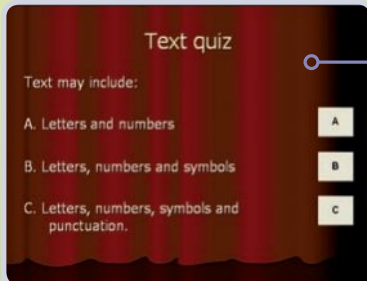 Text quiz
Text may include:
A. Letters and numbers
A
B. Letters, numbers and symbols
B
C. Letters, numbers, symbols and
C
punctuation.